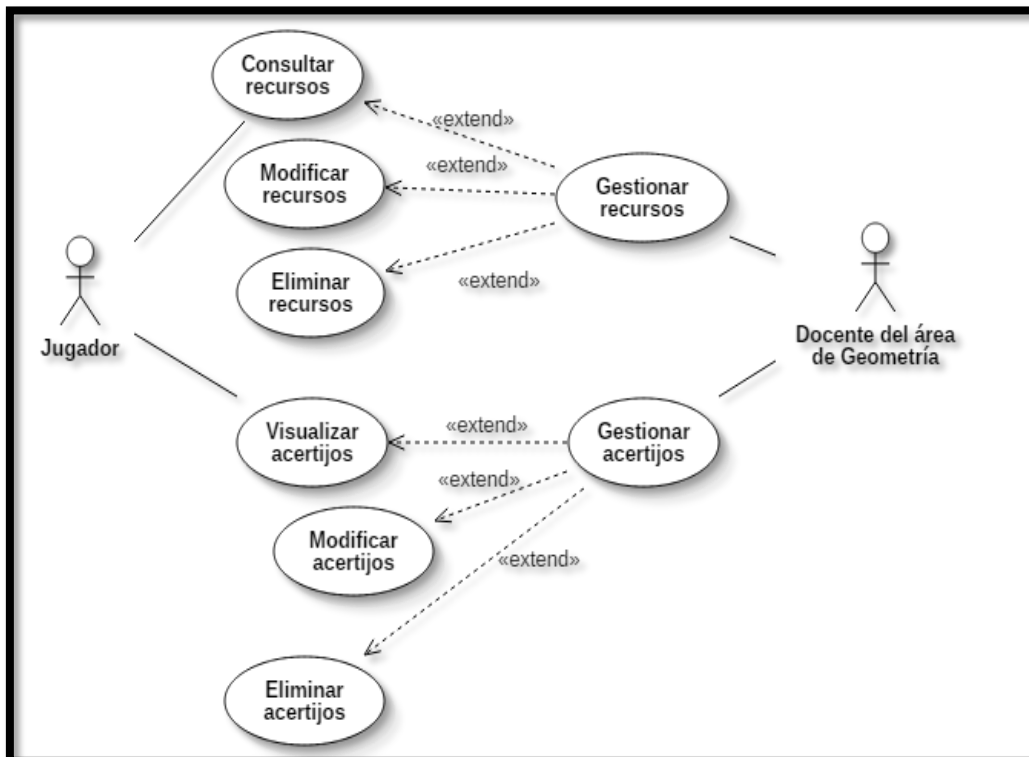 Consultar
recursos
«extend»
Modificar
recursos
«extend»
Gestionar
recursos
Eliminar
recursos
«extend»
Jugador
Docente del área
de Geometría
Visualizar
acertijos
«extend»
Gestionar
acertijos
«extend»
Modificar
acertijos
«extend»
Eliminar
acertijos